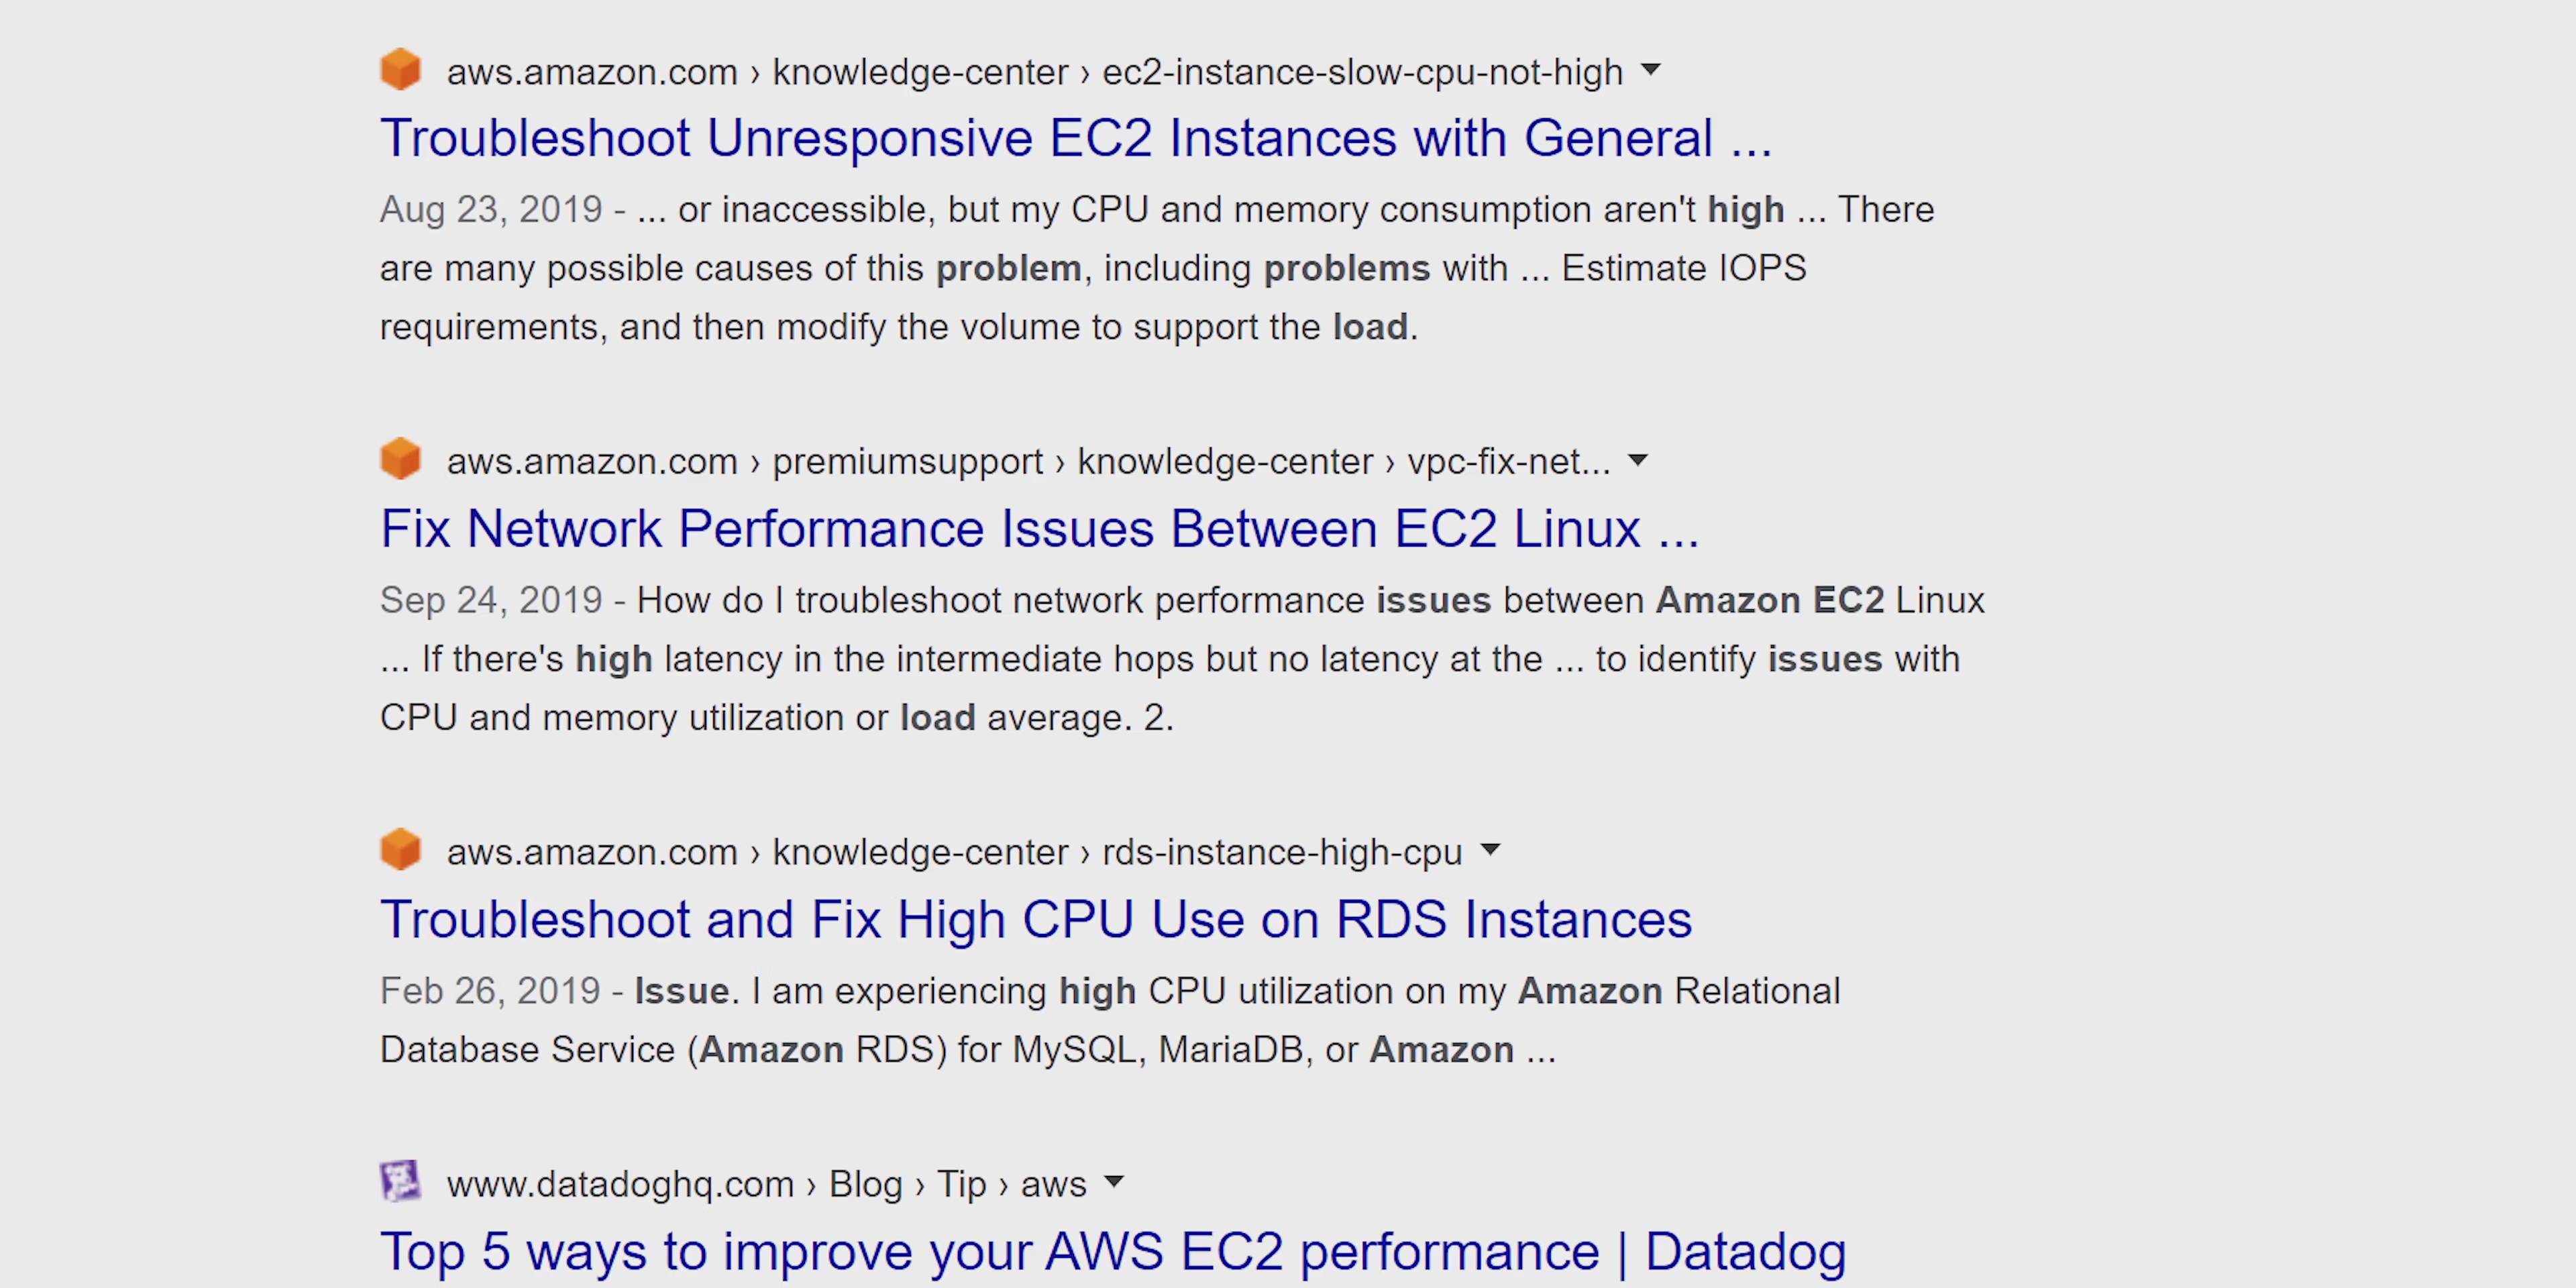 aws.amazon.com › knowledge-center › ec2-instance-slow-cpu-not-high
Troubleshoot Unresponsive EC2 Instances with General ...
Aug 23, 2019 - ... or inaccessible, but my CPU and memory consumption aren't high ... There
are many possible causes of this problem, including problems with ... Estimate IOPS
requirements, and then modify the volume to support the load.
aws.amazon.com › premiumsupport › knowledge-center › vpc-fix-net...
Fix Network Performance Issues Between EC2 Linux ...
Sep 24, 2019 - How do I troubleshoot network performance issues between Amazon EC2 Linux
... If there's high latency in the intermediate hops but no latency at the ... to identify issues with
CPU and memory utilization or load average. 2.
aws.amazon.com › knowledge-center › rds-instance-high-cpu
Troubleshoot and Fix High CPU Use on RDS Instances
Feb 26, 2019 - Issue. I am experiencing high CPU utilization on my Amazon Relational
Database Service (Amazon RDS) for MySQL, MariaDB, or Amazon ...
www.datadoghq.com › Blog › Tip › aws
Top 5 ways to improve your AWS EC2 performance | Datadog